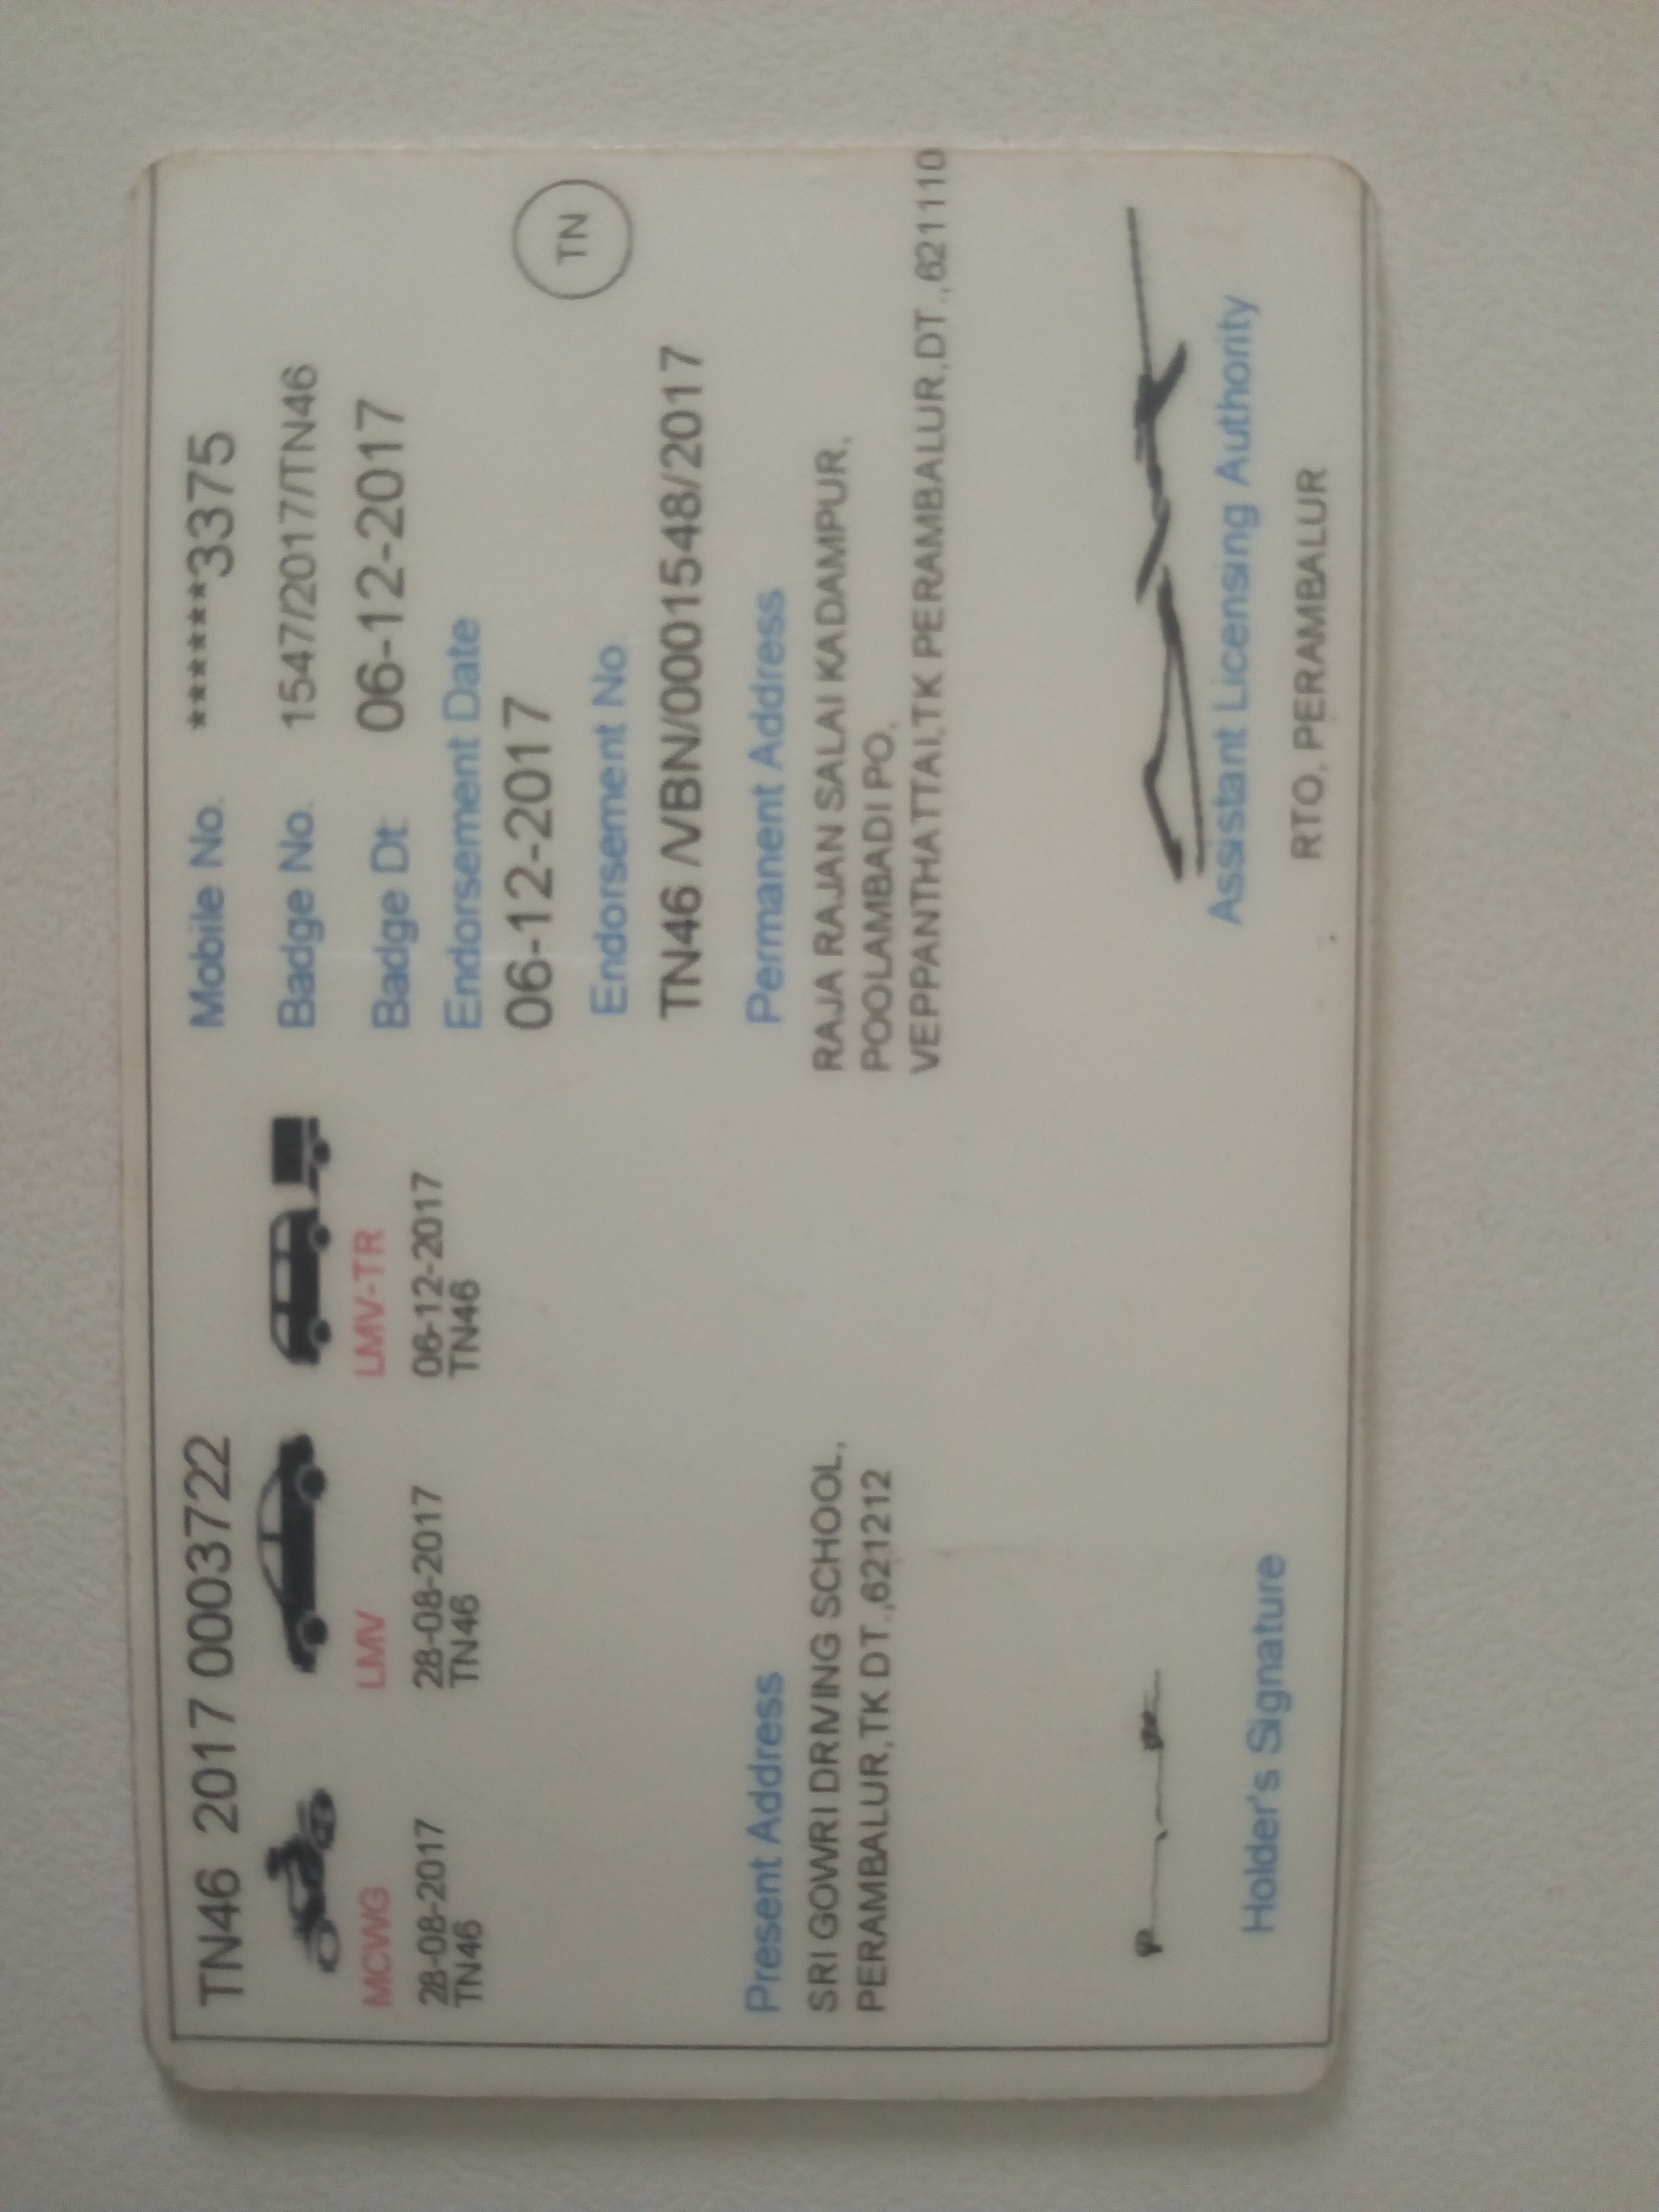 TN46 2017 0003722
MCWG
28-08-2017
TN46
LMV
28-08-2017
TN46
LMV-TR
06-12-2017
TN46
Mobile No. ******3375
Badge No. 1547/2017/TN46
Badge Dt. 06-12-2017
Endorsement Date
06-12-2017
TN
Endorsement No.
TN46 /VBN/0001548/2017
Present Address
SRI GOWRI DRIVING SCHOOL,
PERAMBALUR,TK DT.,621212
Permanent Address
RAJA RAJAN SALAI KADAMPUR,
POOLAMBADI PO,
VEPPANTHATTAI,TK PERAMBALUR,DT.,621110
Holder's Signature
Assistant Licensing Authority
RTO, PERAMBALUR